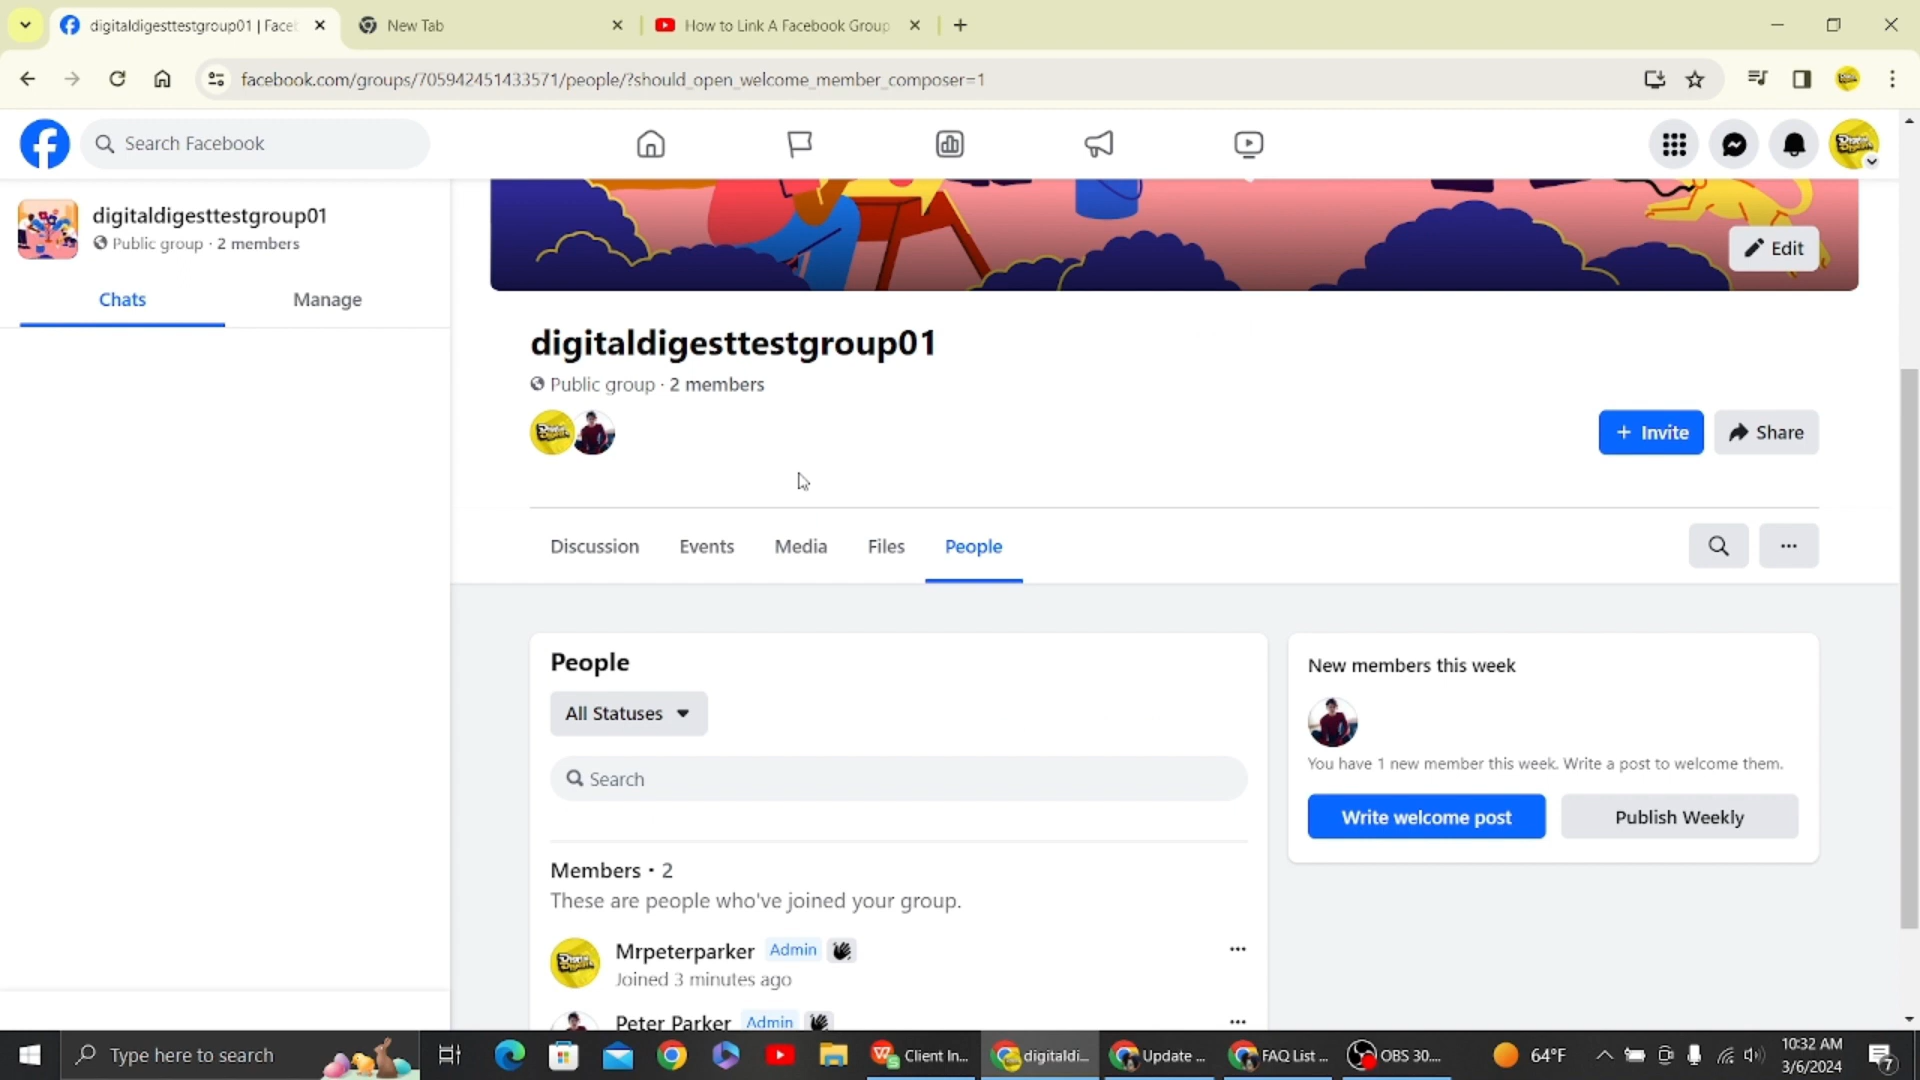 digitaldigesttestgroup01 | Face
New Tab
How to Link A Facebook Group
facebook.com/groups/705942451433571/people/?should_open_welcome_member_composer=1
Search Facebook
digitaldigesttestgroup01
Public group · 2 members
Chats
Manage
Edit
digitaldigesttestgroup01
Public group · 2 members
+ Invite
Share
Discussion
Events
Media
Files
People
People
All Statuses
Search
Members · 2
These are people who've joined your group.
Mrpeterparker Admin
Joined 3 minutes ago
Peter Parker Admin
New members this week
You have 1 new member this week. Write a post to welcome them.
Write welcome post
Publish Weekly
Type here to search
Client In...
digitaldi...
Update ...
FAQ List ...
OBS 30....
64°F
10:32 AM
3/6/2024
7